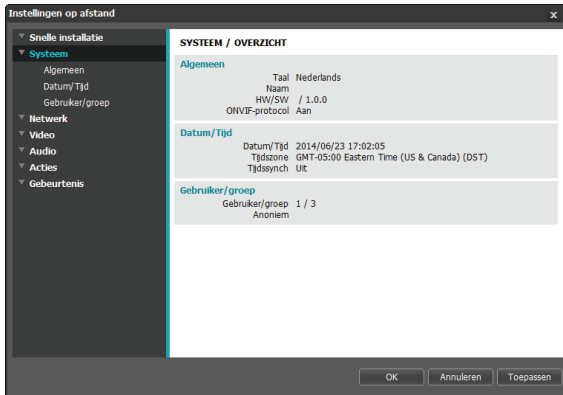 Instellingen op afstand x
Snelle installatie
Systeem
Algemeen
Datum/Tijd
Gebruiker/groep
Netwerk
Video
Audio
Acties
Gebeurtenis
SYSTEEM / OVERZICHT
Algemeen
Taal Nederlands
Naam
HW/SW / 1.0.0
ONVIF-protocol Aan
Datum/Tijd
Datum/Tijd 2014/06/23 17:02:05
Tijdszone GMT-05:00 Eastern Time (US & Canada) (DST)
Tijdssynch Uit
Gebruiker/groep
Gebruiker/groep 1 / 3
Anoniem
OK Annuleren Toepassen